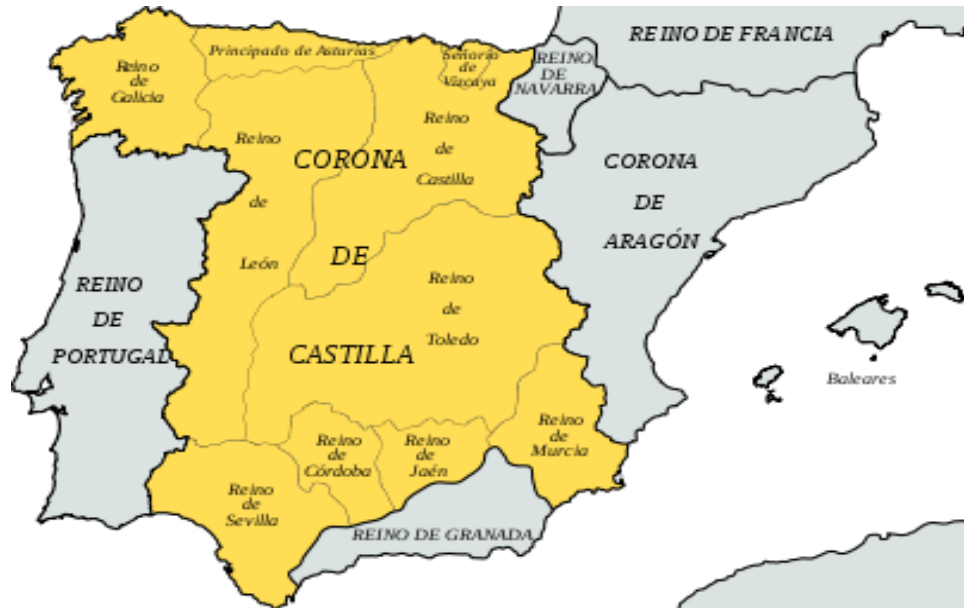 REINO DE FRANCIA
Principado de Asturias
Señorío
de
Vizcaya
REINO
DE
NAVARRA
Reino
de
Galicia
Reino
de
León
Reino
de
Castilla
CORONA
DE
CASTILLA
CORONA
DE
ARAGÓN
REINO
DE
PORTUGAL
Reino
de
Toledo
Baleares
Reino
de
Murcia
Reino
de
Córdoba
Reino
de
Jaén
Reino
de
Sevilla
REINO DE GRANADA